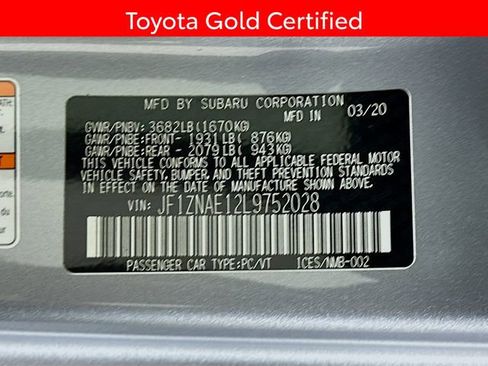 Toyota Gold Certified
MFD BY SUBARU CORPORATION
MFD IN 03/20
GVWR/PNBV: 3682LB(1670KG)
GAWR/PNBE:FRONT- 1931LB( 876KG)
GAWR/PNBE:REAR - 2079LB( 943KG)
THIS VEHICLE CONFORMS TO ALL APPLICABLE FEDERAL MOTOR
VEHICLE SAFETY, BUMPER, AND THEFT PREVENTION STANDARDS
IN EFFECT ON THE DATE OF MANUFACTURE SHOWN ABOVE.
VIN: JF1ZNAE12L9752028
PASSENGER CAR TYPE:PC/VT ICES/NMB-002